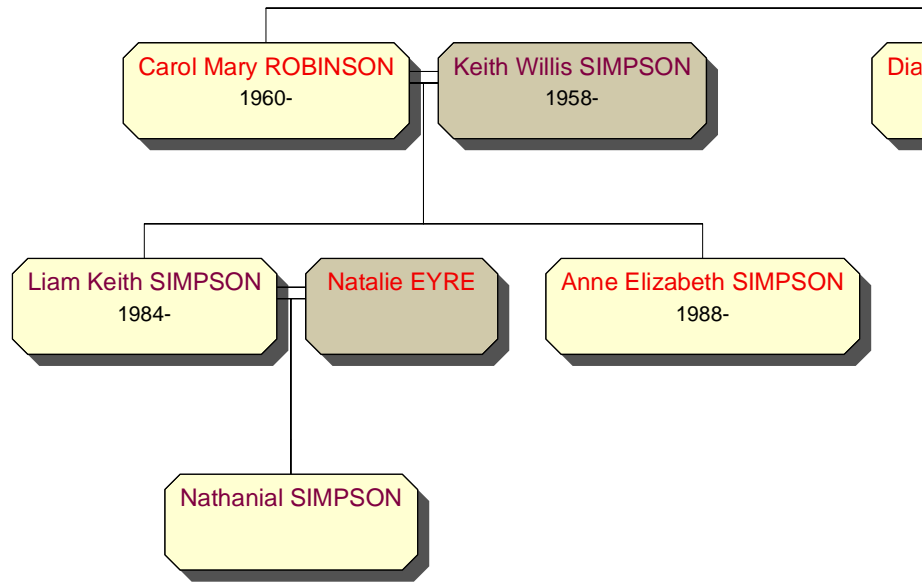 Carol Mary ROBINSON
1960-
Keith Willis SIMPSON
1958-
Liam Keith SIMPSON
1984-
Natalie EYRE
Anne Elizabeth SIMPSON
1988-
Nathanial SIMPSON